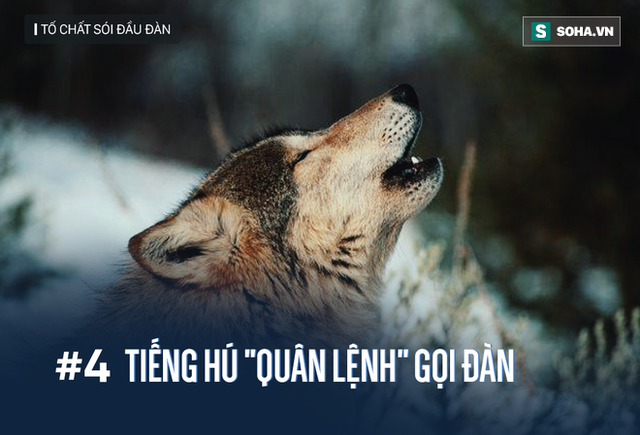 TỐ CHẤT SÓI ĐẦU ĐÀN
S SOHA.VN
#4 TIẾNG HÚ "QUÂN LỆNH" GỌI ĐÀN